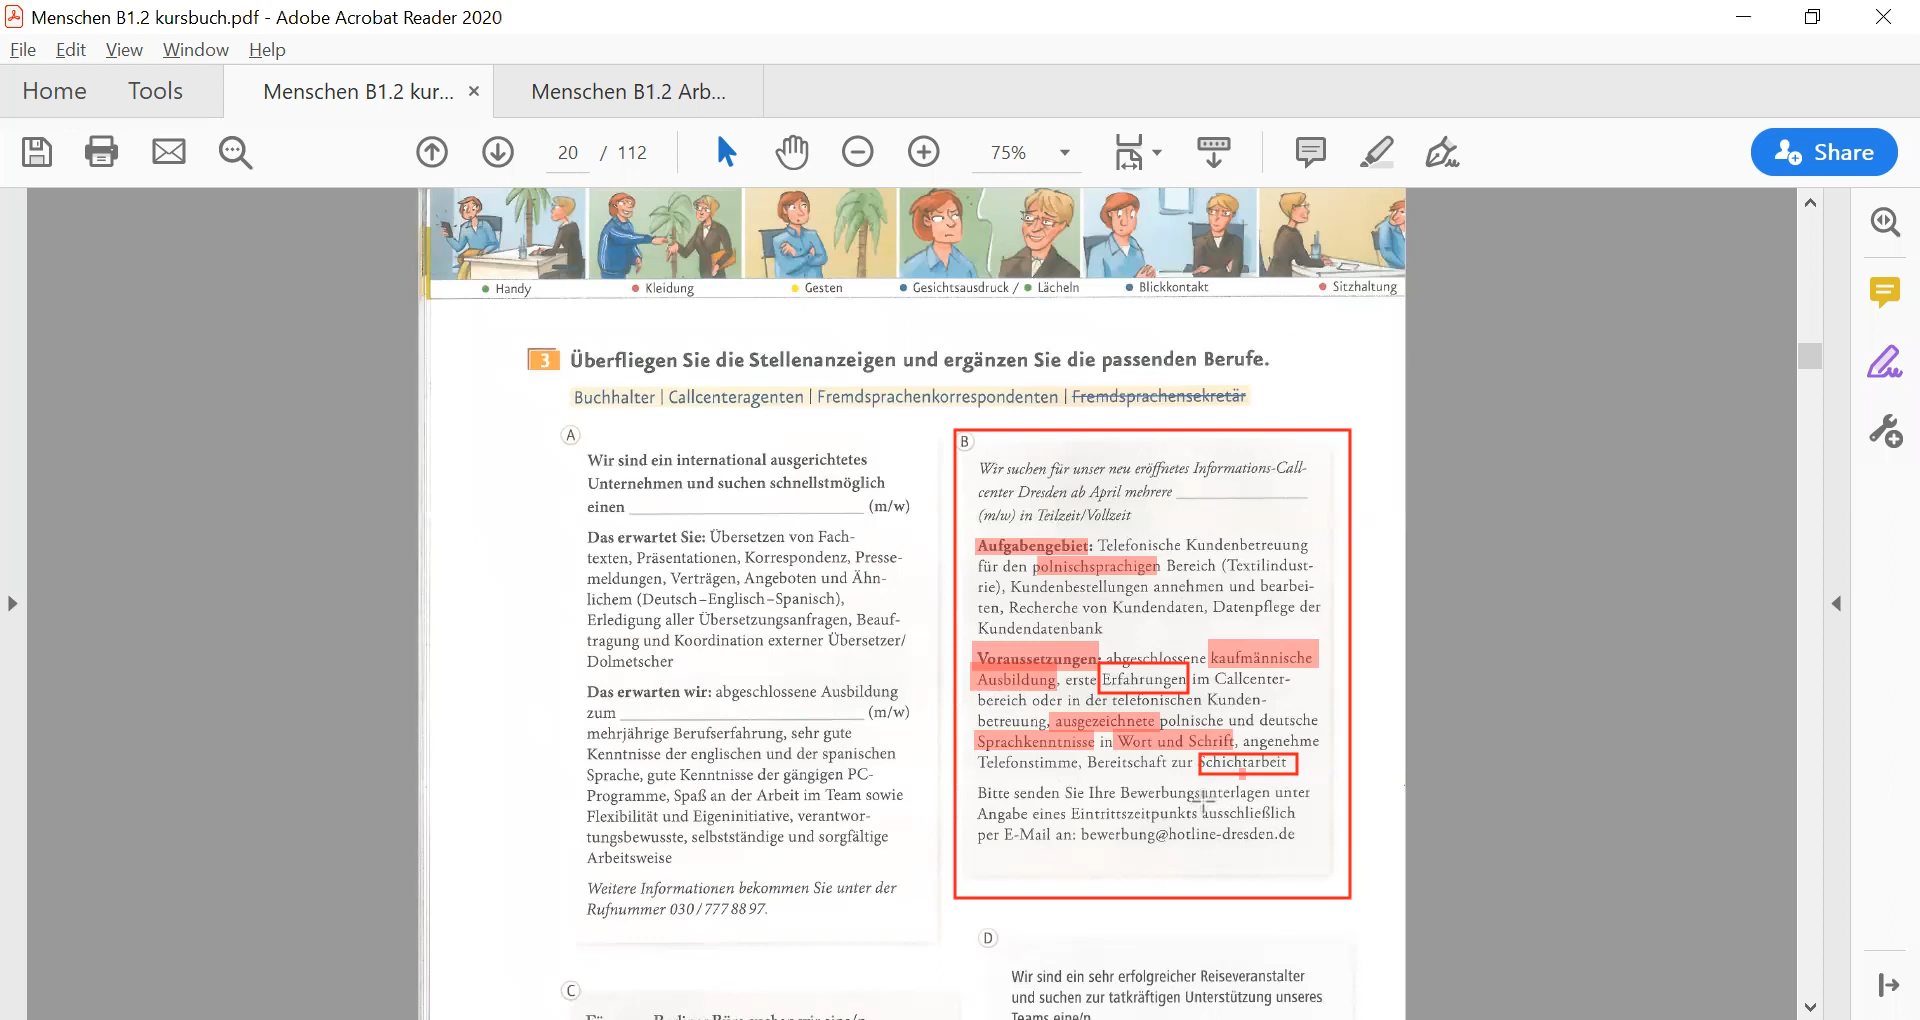 Menschen B1.2 kursbuch.pdf - Adobe Acrobat Reader 2020
File Edit View Window Help
Home Tools Menschen B1.2 kur... × Menschen B1.2 Arb...
20 / 112 75% Share
Handy Kleidung Gesten Gesichtsausdruck / Lächeln Blickkontakt Sitzhaltung
3 Überfliegen Sie die Stellenanzeigen und ergänzen Sie die passenden Berufe.
Buchhalter | Callcenteragenten | Fremdsprachenkorrespondenten | Fremdsprachensekretär
A
Wir sind ein international ausgerichtetes
Unternehmen und suchen schnellstmöglich
einen ____________ (m/w)
Das erwartet Sie: Übersetzen von Fach-
texten, Präsentationen, Korrespondenz, Presse-
meldungen, Verträgen, Angeboten und Ähn-
lichem (Deutsch–Englisch–Spanisch),
Erledigung aller Übersetzungsanfragen, Beauf-
tragung und Koordination externer Übersetzer/
Dolmetscher
Das erwarten wir: abgeschlossene Ausbildung
zum ____________ (m/w)
mehrjährige Berufserfahrung, sehr gute
Kenntnisse der englischen und der spanischen
Sprache, gute Kenntnisse der gängigen PC-
Programme, Spaß an der Arbeit im Team sowie
Flexibilität und Eigeninitiative, verantwor-
tungsbewusste, selbstständige und sorgfältige
Arbeitsweise
Weitere Informationen bekommen Sie unter der
Rufnummer 030 / 777 88 97.
B
Wir suchen für unser neu eröffnetes Informations-Call-
center Dresden ab April mehrere ____________
(m/w) in Teilzeit/Vollzeit
Aufgabengebiet: Telefonische Kundenbetreuung
für den polnischsprachigen Bereich (Textilindust-
rie), Kundenbestellungen annehmen und bearbei-
ten, Recherche von Kundendaten, Datenpflege der
Kundendatenbank
Voraussetzungen: abgeschlossene kaufmännische
Ausbildung, erste Erfahrungen im Callcenter-
bereich oder in der telefonischen Kunden-
betreuung, ausgezeichnete polnische und deutsche
Sprachkenntnisse in Wort und Schrift, angenehme
Telefonstimme, Bereitschaft zur Schichtarbeit
Bitte senden Sie Ihre Bewerbungsunterlagen unter
Angabe eines Eintrittszeitpunkts ausschließlich
per E-Mail an: bewerbung@hotline-dresden.de
C
D
Wir sind ein sehr erfolgreicher Reiseveranstalter
und suchen zur tatkräftigen Unterstützung unseres
Teams eine/n